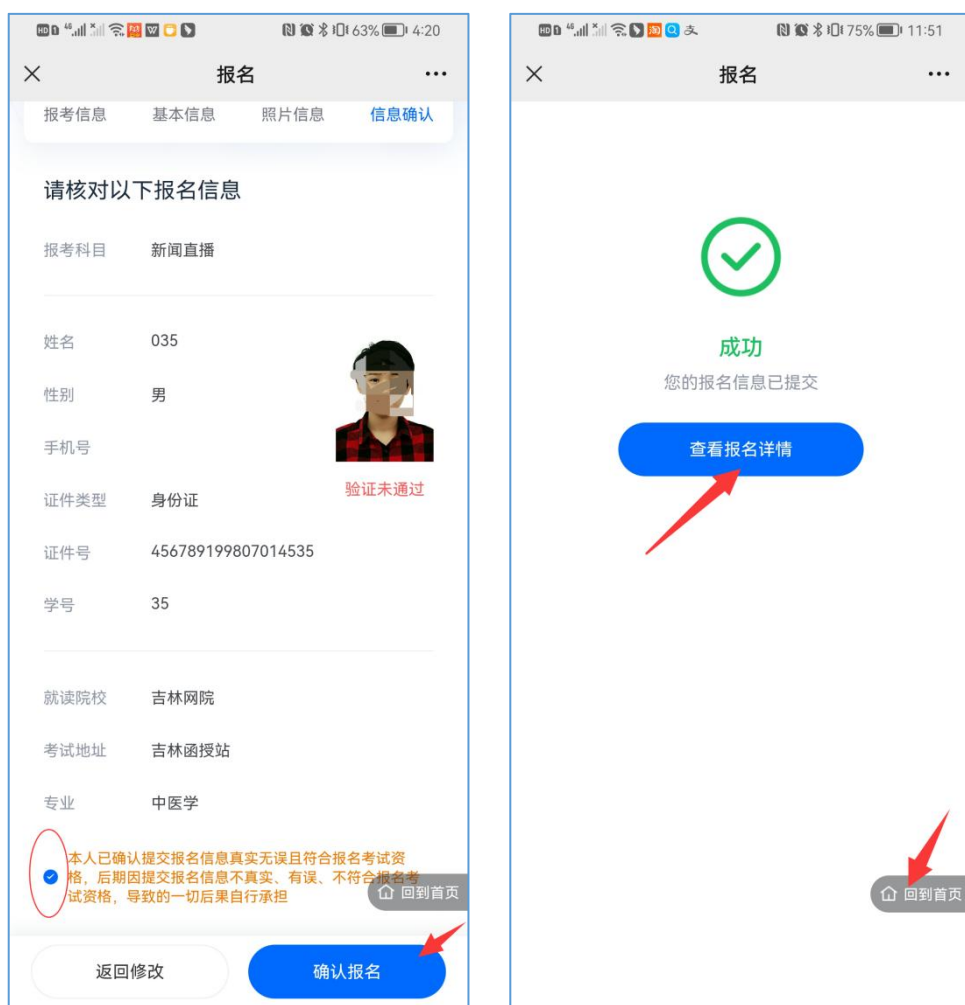 63% 4:20
报名
报考信息 基本信息 照片信息 信息确认
请核对以下报名信息
报考科目 新闻直播
姓名 035
性别 男
手机号
验证未通过
证件类型 身份证
证件号 456789199807014535
学号 35
就读院校 吉林网院
考试地址 吉林函授站
专业 中医学
本人已确认提交报名信息真实无误且符合报名考试资
格，后期因提交报名信息不真实、有误、不符合报名考
试资格，导致的一切后果自行承担
回到首页
返回修改 确认报名
75% 11:51
报名
成功
您的报名信息已提交
查看报名详情
回到首页